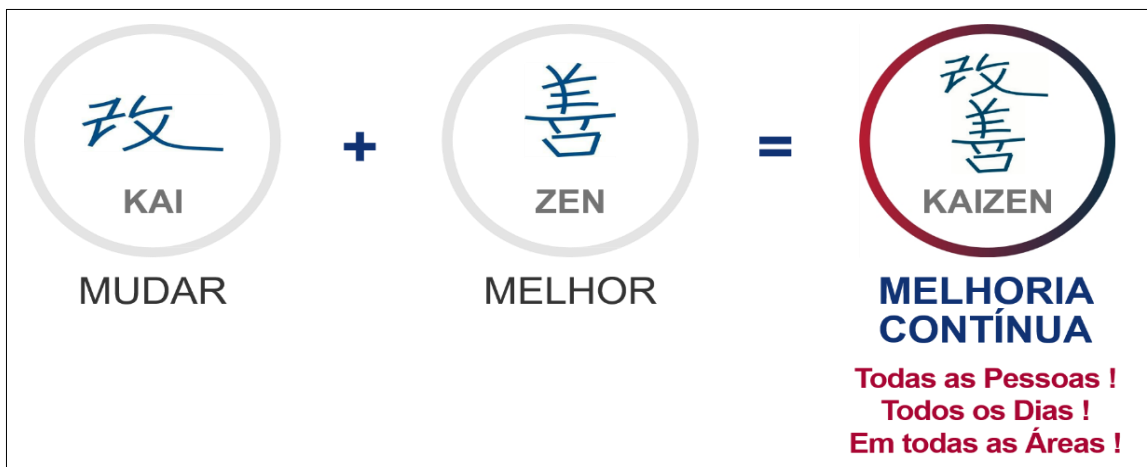 改
KAI
MUDAR
+
善
ZEN
MELHOR
=
改
善
KAIZEN
MELHORIA
CONTÍNUA
Todas as Pessoas !
Todos os Dias !
Em todas as Áreas !